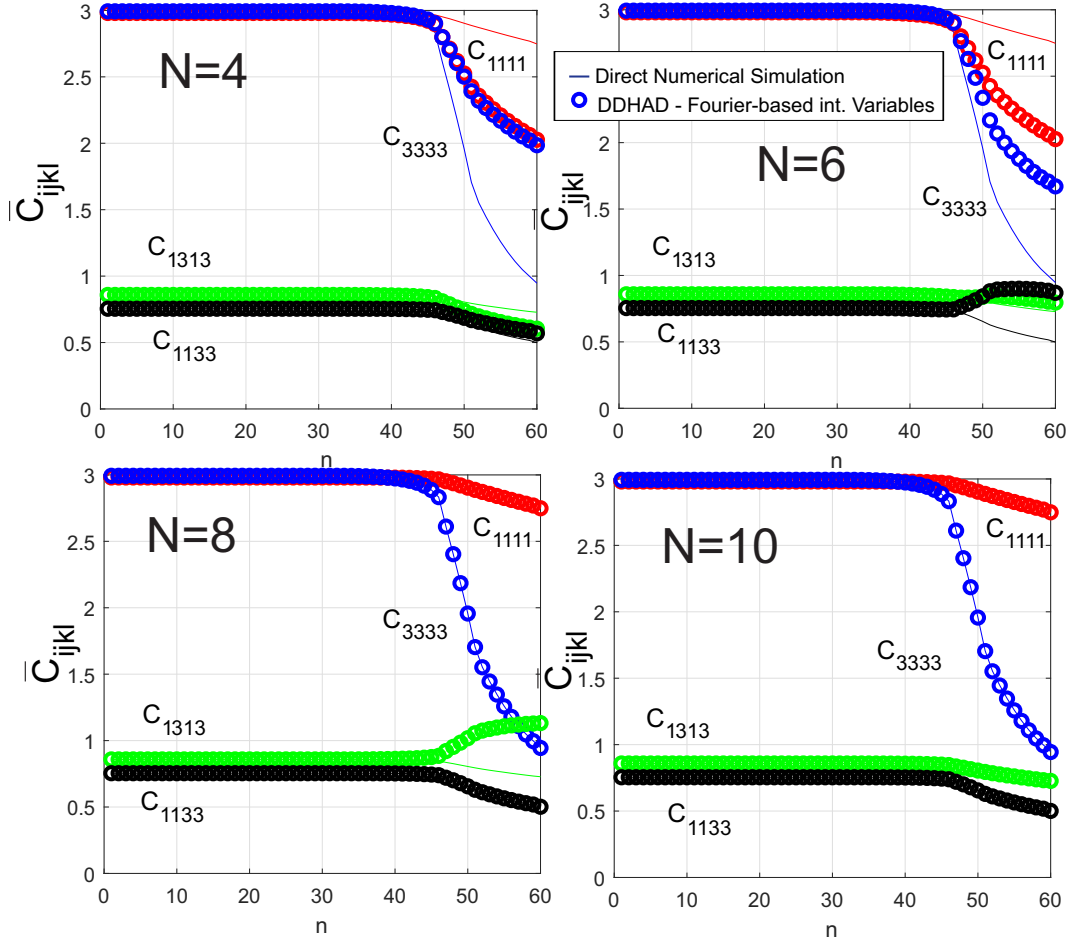 3
2.5
2
1.5
1
0.5
0
N=4
C1111
C3333
C1313
C1133
C̅ijkl
0 10 20 30 40 50 60
n
3
2.5
2
1.5
1
0.5
0
C1111
— Direct Numerical Simulation
DDHAD - Fourier-based int. Variables
N=6
C3333
C1313
C1133
C̅ijkl
0 10 20 30 40 50 60
n
3
2.5
2
1.5
1
0.5
0
N=8
C1111
C3333
C1313
C1133
C̅ijkl
0 10 20 30 40 50 60
n
3
2.5
2
1.5
1
0.5
0
N=10
C1111
C3333
C1313
C1133
C̅ijkl
0 10 20 30 40 50 60
n